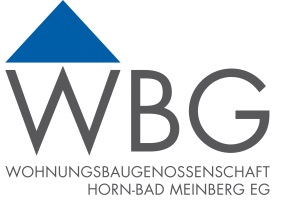 WBG
WOHNUNGSBAUGENOSSENSCHAFT
HORN-BAD MEINBERG EG